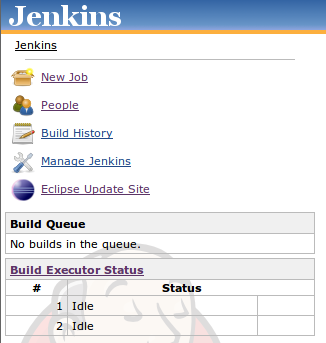 Jenkins
Jenkins
New Job
People
Build History
Manage Jenkins
Eclipse Update Site
Build Queue
No builds in the queue.
Build Executor Status
# Status
1 Idle
2 Idle